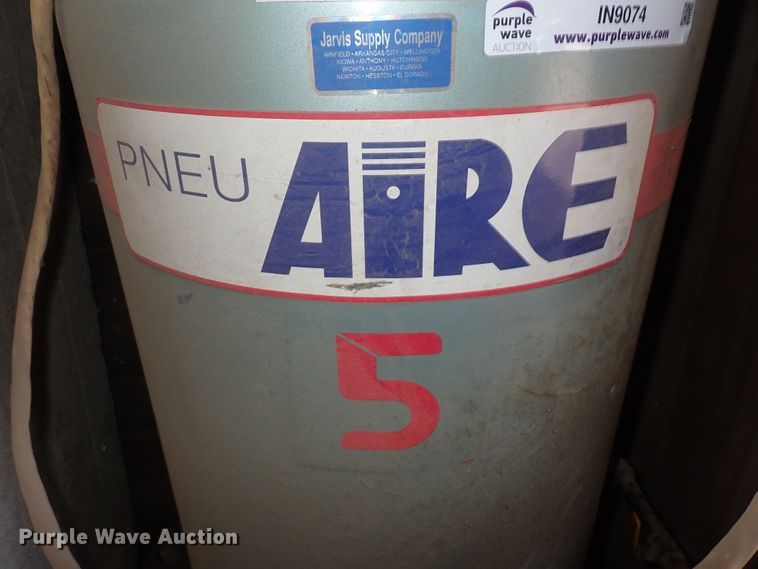 Jarvis Supply Company
WINFIELD • ARKANSAS CITY • WELLINGTON
KIOWA • ANTHONY • HUTCHINSON
WICHITA • AUGUSTA • EUREKA
NEWTON • HESSTON • EL DORADO
purple
wave
AUCTION
IN9074
www.purplewave.com
PNEU AIRE
5
Purple Wave Auction